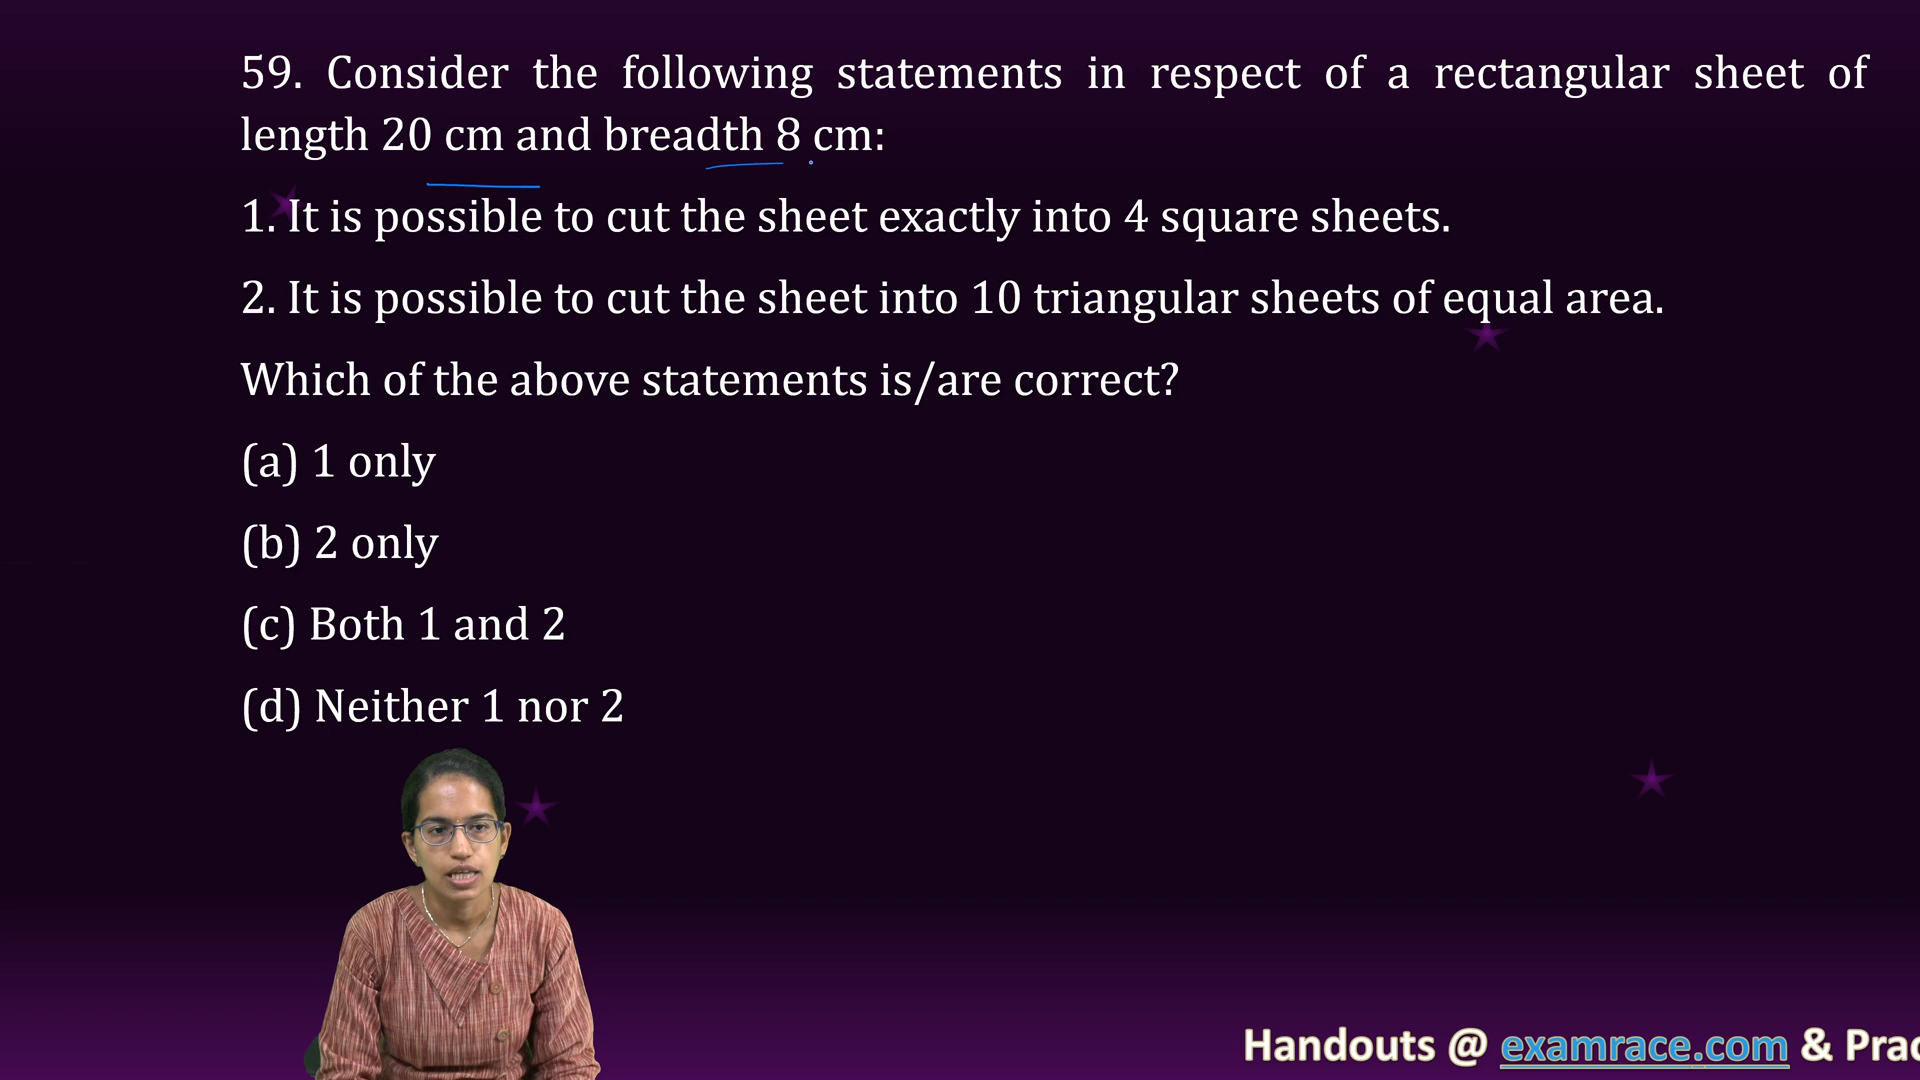 59. Consider the following statements in respect of a rectangular sheet of
length 20 cm and breadth 8 cm:
1. It is possible to cut the sheet exactly into 4 square sheets.
2. It is possible to cut the sheet into 10 triangular sheets of equal area.
Which of the above statements is/are correct?
(a) 1 only
(b) 2 only
(c) Both 1 and 2
(d) Neither 1 nor 2
Handouts @ examrace.com & Prac